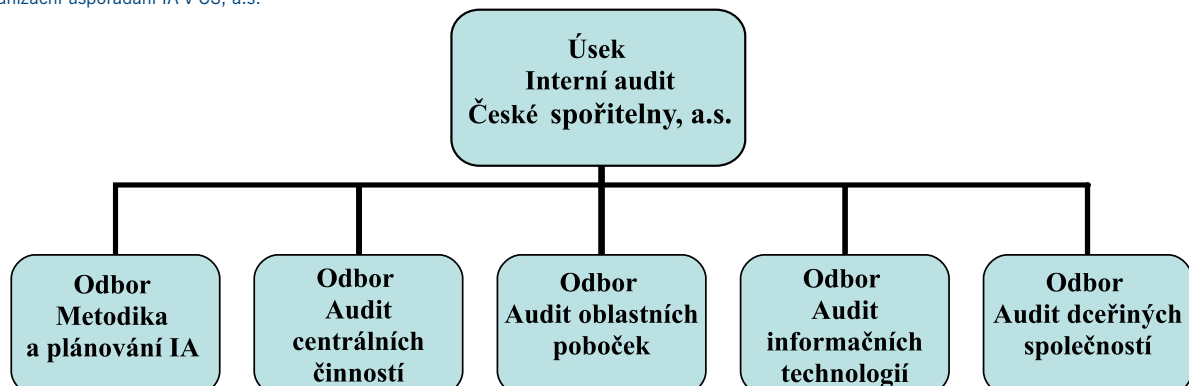 Úsek
Interní audit
České spořitelny, a.s.
Odbor
Metodika
a plánování IA
Odbor
Audit
centrálních
činností
Odbor
Audit oblastních
poboček
Odbor
Audit
informačních
technologií
Odbor
Audit dceřiných
společností